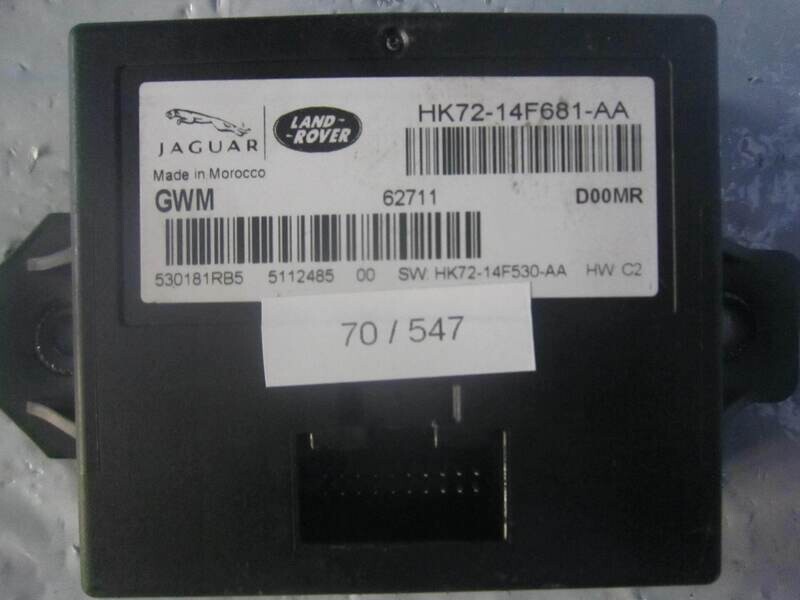 JAGUAR
LAND-
-ROVER
HK72-14F681-AA
Made in Morocco
GWM 62711 D00MR
530181RB5 5112485 00 SW: HK72-14F530-AA HW C2
70 / 547